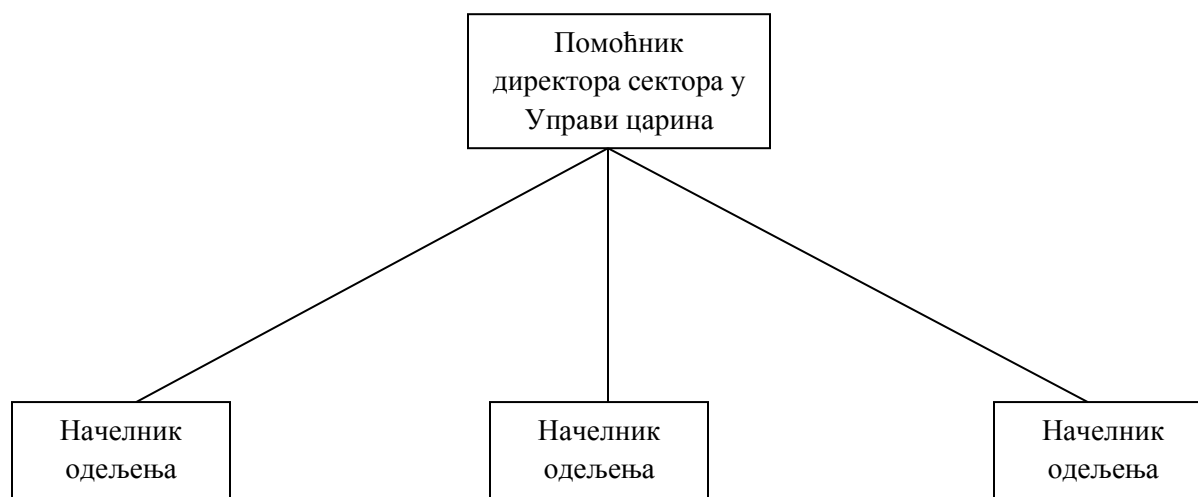 Помоћник
директора сектора у
Управи царина
Начелник
одељења
Начелник
одељења
Начелник
одељења